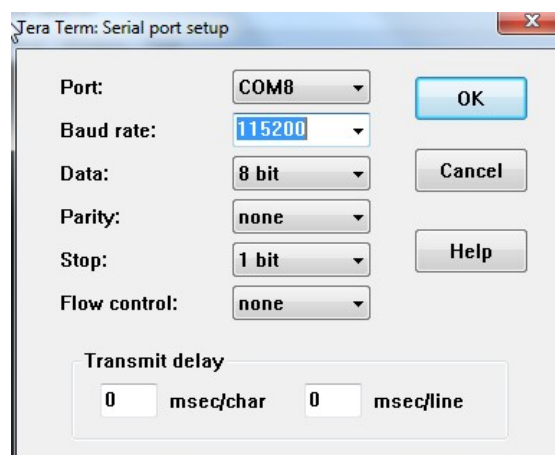 Tera Term: Serial port setup
Port: COM8 OK
Baud rate: 115200
Data: 8 bit Cancel
Parity: none
Stop: 1 bit Help
Flow control: none
Transmit delay
0 msec/char 0 msec/line